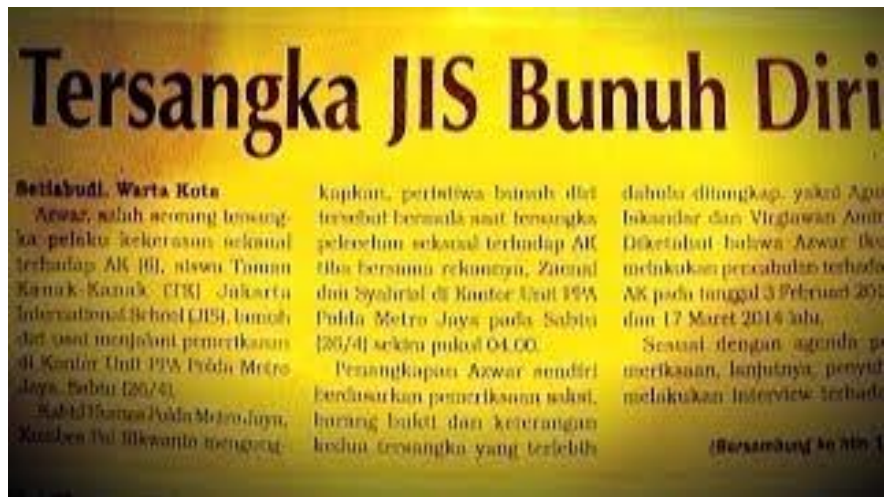 Tersangka JIS Bunuh Diri
Setiabudi, Warta Kota
Azwar, salah seorang tersang-
ka pelaku kekerasan seksual
terhadap AK (6), siswa Taman
Kanak-Kanak (TK) Jakarta
International School (JIS), bunuh
diri usai menjalani pemeriksaan
di Kantor Unit PPA Polda Metro
Jaya, Sabtu (26/4).
Kabid Humas Polda Metro Jaya,
Kombes Pol Rikwanto mengung-
kapkan, peristiwa bunuh diri
tersebut bermula saat tersangka
pelecehan seksual terhadap AK
tiba bersama rekannya, Zaenal
dan Syahrial di Kantor Unit PPA
Polda Metro Jaya pada Sabtu
(26/4) sekira pukul 04.00.
Penangkapan Azwar sendiri
berdasarkan pemeriksaan saksi,
barang bukti dan keterangan
kedua tersangka yang terlebih
dahulu ditangkap, yakni
Iskandar dan Virgiawan
Diketahui bahwa Azwar
melakukan pencabulan
AK pada tanggal 3 Februari
dan 17 Maret 2014 lalu.
Sesuai dengan agenda
meriksaan, lanjutnya,
melakukan interview
(Bersambung ke hlm